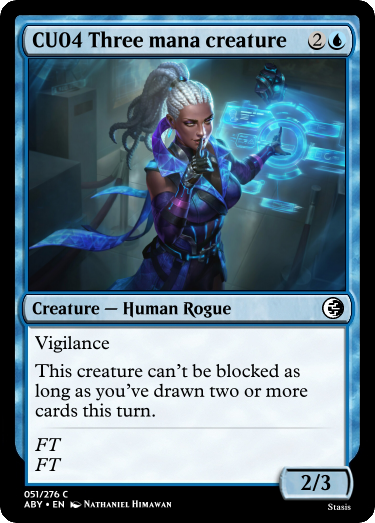 CU04 Three mana creature 2
Creature — Human Rogue
Vigilance
This creature can't be blocked as
long as you've drawn two or more
cards this turn.
FT
FT
2/3
051/276 C
ABY • EN Nathaniel Himawan
Stasis